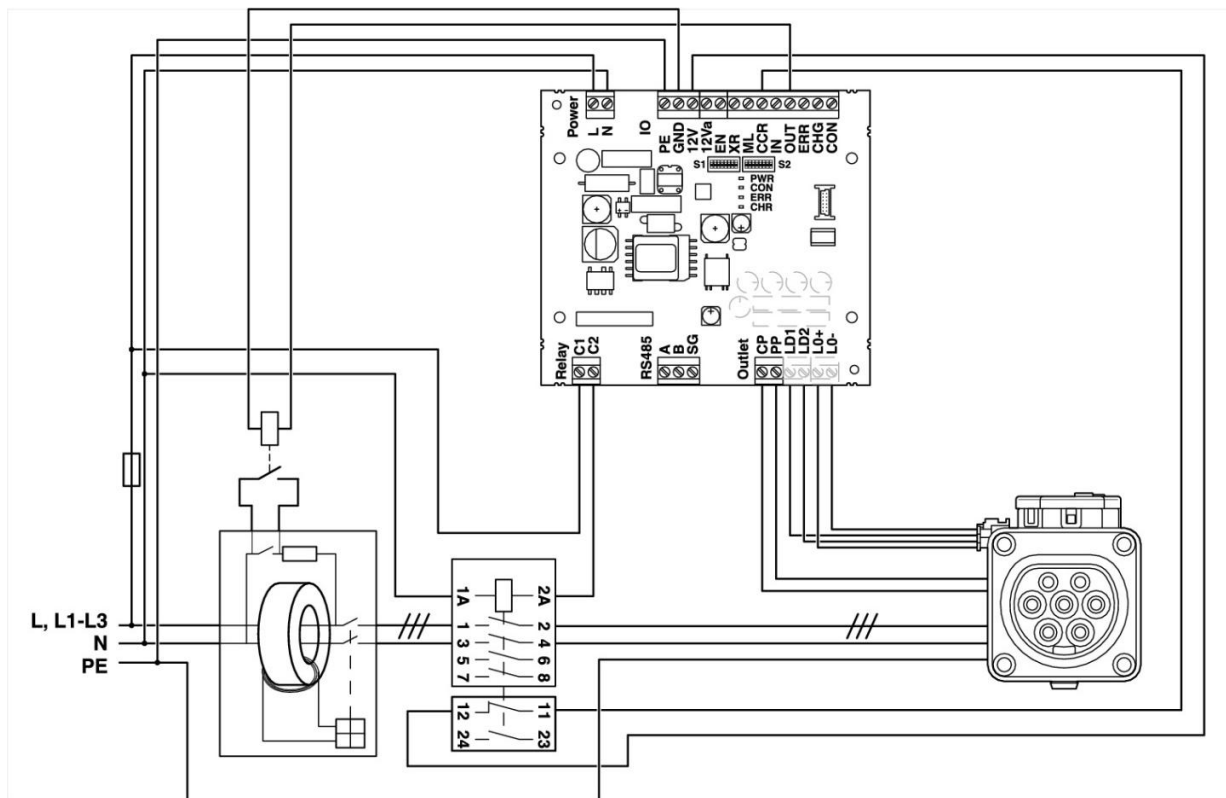 Power
L
N
IO
PE
GND
12V
12Va
EN
XR
ML
CCR
IN
OUT
ERR
CHG
CON
S1
S2
PWR
CON
ERR
CHR
Relay
C1
C2
RS485
A
B
SG
Outlet
CP
PP
LD1
LD2
L0+
L0-
1A
2A
L, L1-L3
N
PE
1
2
3
4
5
6
7
8
12
11
24
23